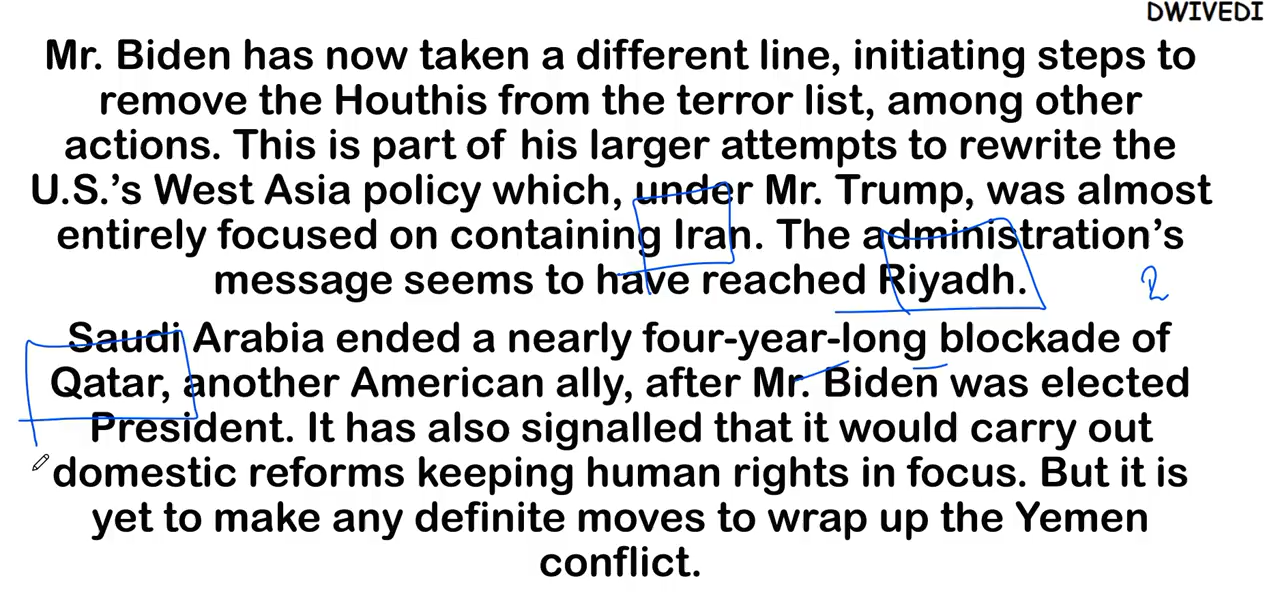 DWIVEDI
Mr. Biden has now taken a different line, initiating steps to
remove the Houthis from the terror list, among other
actions. This is part of his larger attempts to rewrite the
U.S.'s West Asia policy which, under Mr. Trump, was almost
entirely focused on containing Iran. The administration's
message seems to have reached Riyadh.
Saudi Arabia ended a nearly four-year-long blockade of
Qatar, another American ally, after Mr. Biden was elected
President. It has also signalled that it would carry out
domestic reforms keeping human rights in focus. But it is
yet to make any definite moves to wrap up the Yemen
conflict.